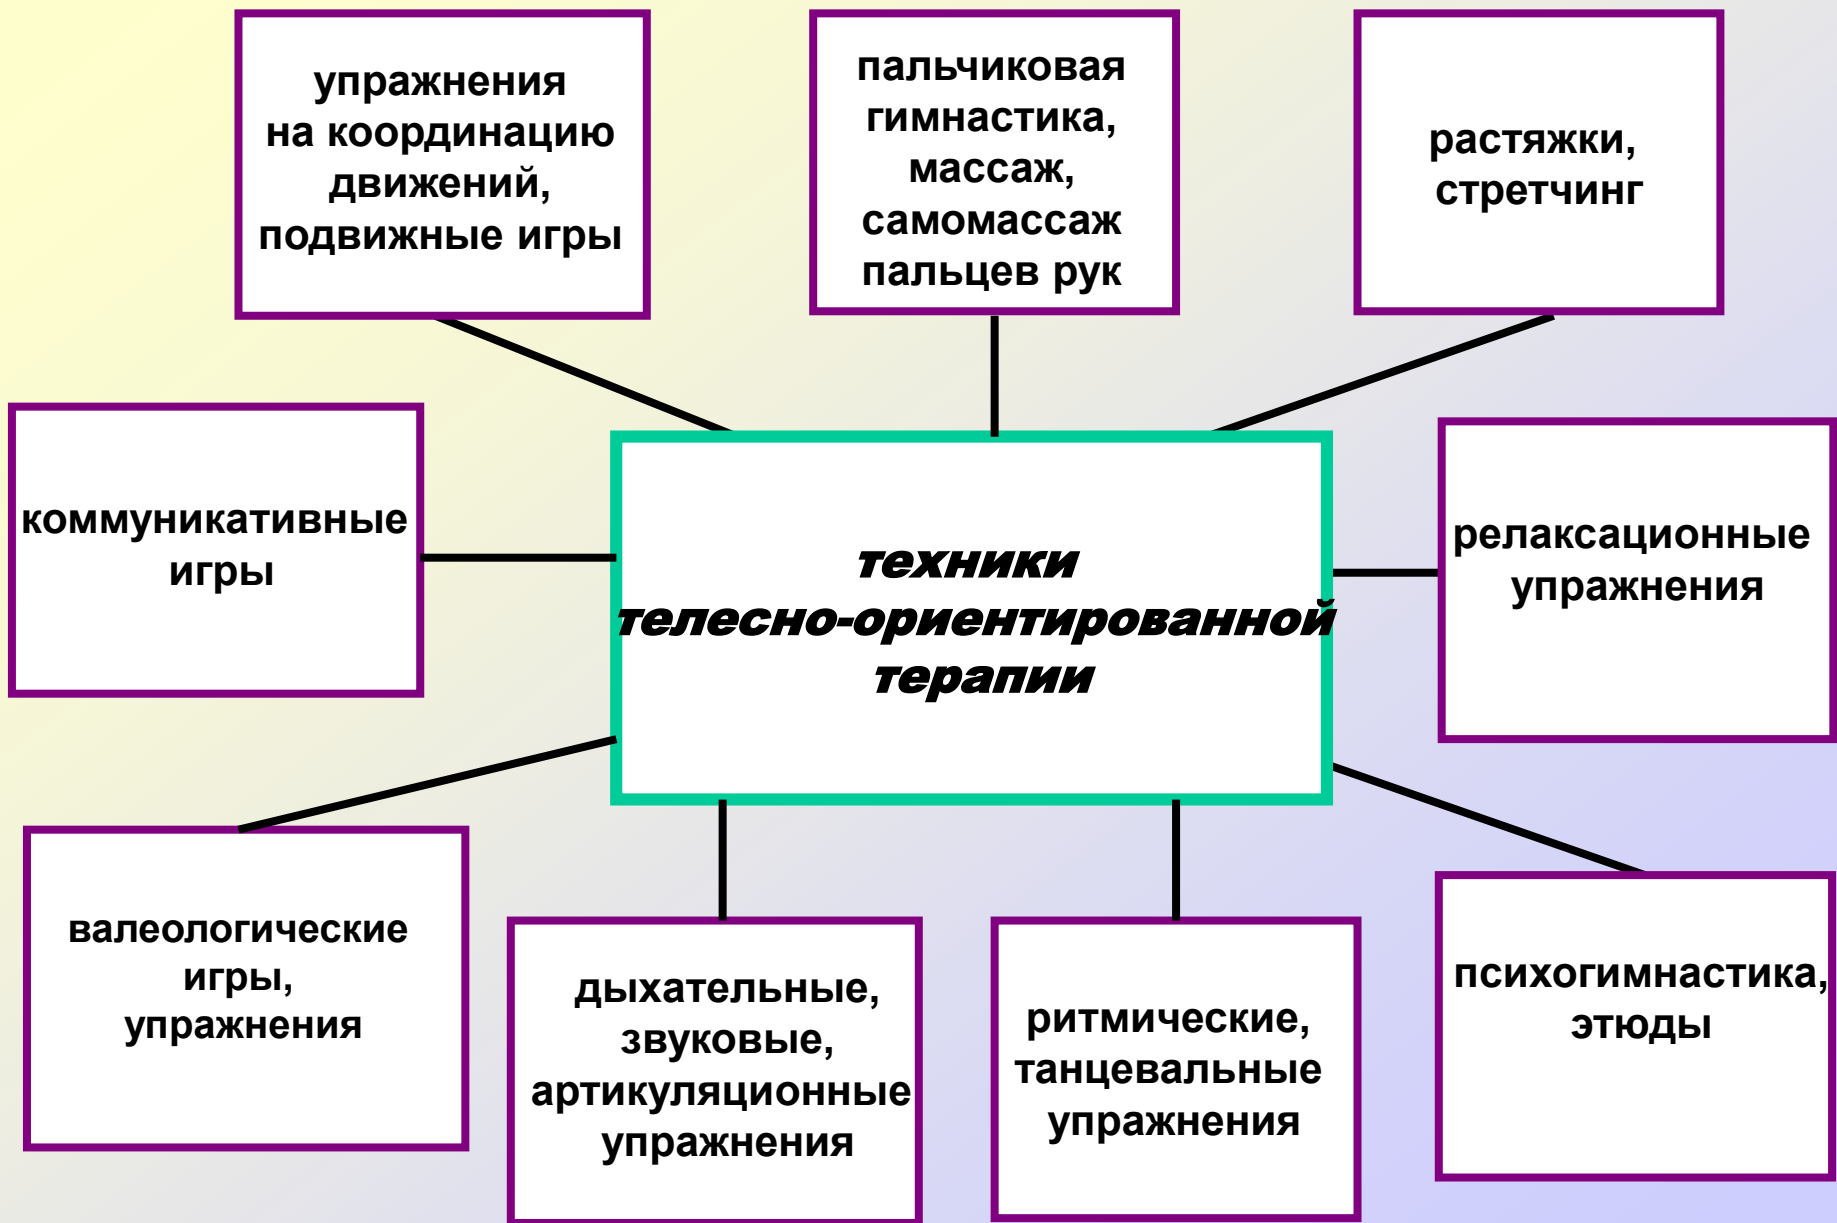 упражнения
на координацию
движений,
подвижные игры
пальчиковая
гимнастика,
массаж,
самомассаж
пальцев рук
растяжки,
стретчинг
коммуникативные
игры
техники
телесно-ориентированной
терапии
релаксационные
упражнения
валеологические
игры,
упражнения
дыхательные,
звуковые,
артикуляционные
упражнения
ритмические,
танцевальные
упражнения
психогимнастика,
этюды